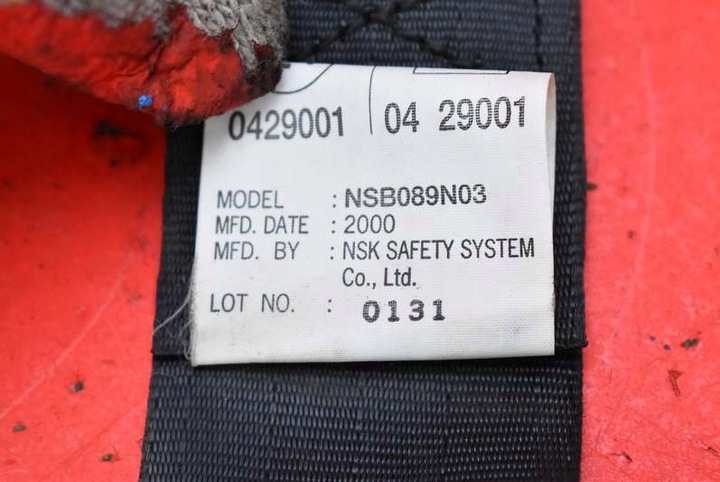 0429001 04 29001
MODEL : NSB089N03
MFD. DATE : 2000
MFD. BY : NSK SAFETY SYSTEM
Co., Ltd.
LOT NO. : 0131